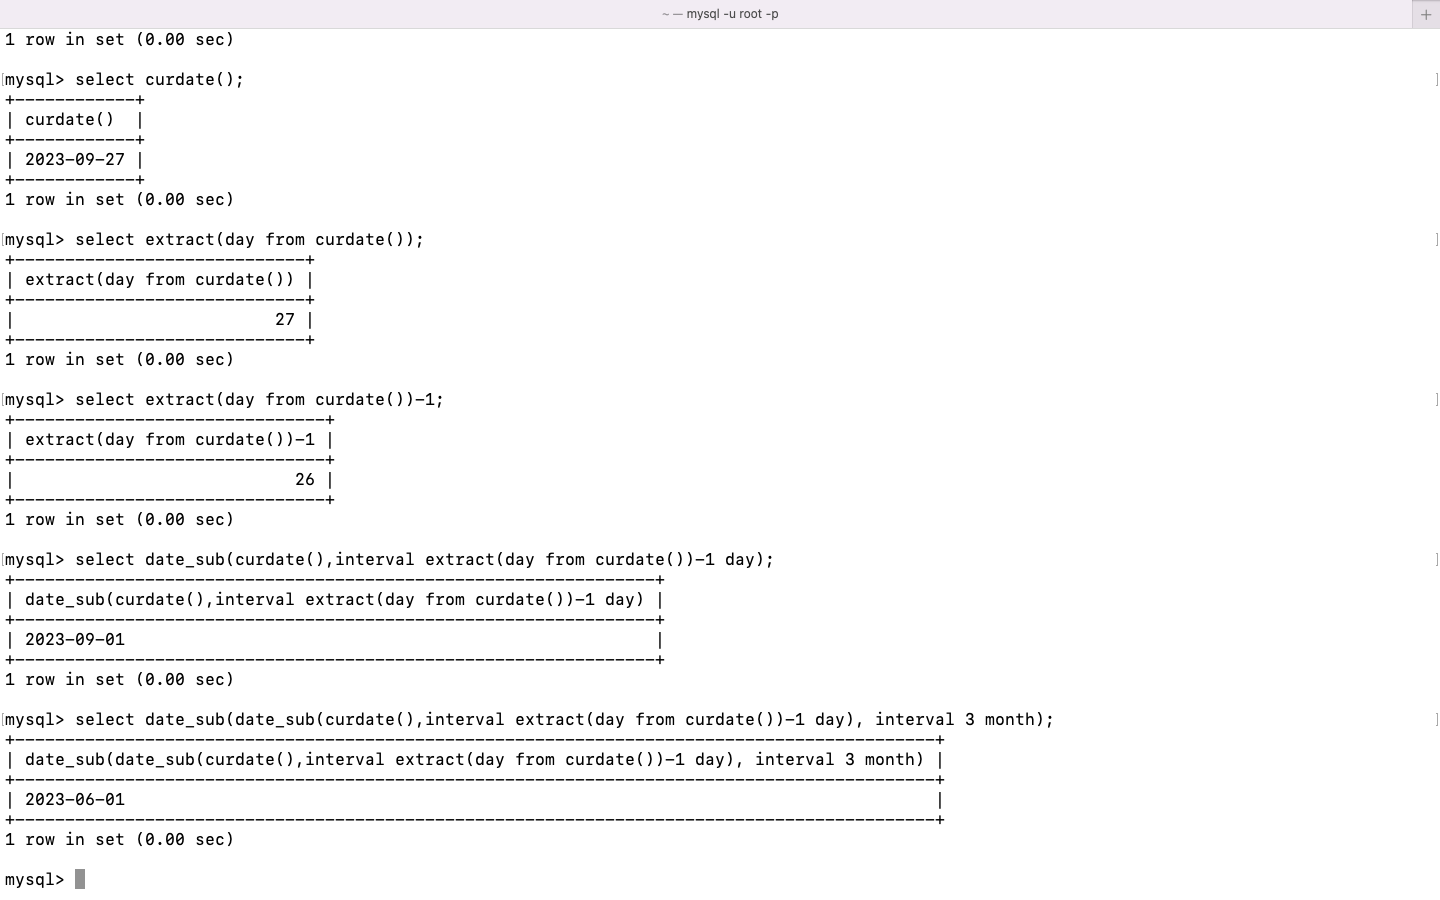 ~ — mysql -u root -p
+
1 row in set (0.00 sec)
mysql> select curdate();
+------------+
| curdate()  |
+------------+
| 2023-09-27 |
+------------+
1 row in set (0.00 sec)
mysql> select extract(day from curdate());
+-----------------------------+
| extract(day from curdate()) |
+-----------------------------+
|                          27 |
+-----------------------------+
1 row in set (0.00 sec)
mysql> select extract(day from curdate())-1;
+-------------------------------+
| extract(day from curdate())-1 |
+-------------------------------+
|                            26 |
+-------------------------------+
1 row in set (0.00 sec)
mysql> select date_sub(curdate(),interval extract(day from curdate())-1 day);
+----------------------------------------------------------------+
| date_sub(curdate(),interval extract(day from curdate())-1 day) |
+----------------------------------------------------------------+
| 2023-09-01                                                     |
+----------------------------------------------------------------+
1 row in set (0.00 sec)
mysql> select date_sub(date_sub(curdate(),interval extract(day from curdate())-1 day), interval 3 month);
+--------------------------------------------------------------------------------------------+
| date_sub(date_sub(curdate(),interval extract(day from curdate())-1 day), interval 3 month) |
+--------------------------------------------------------------------------------------------+
| 2023-06-01                                                                                 |
+--------------------------------------------------------------------------------------------+
1 row in set (0.00 sec)
mysql>